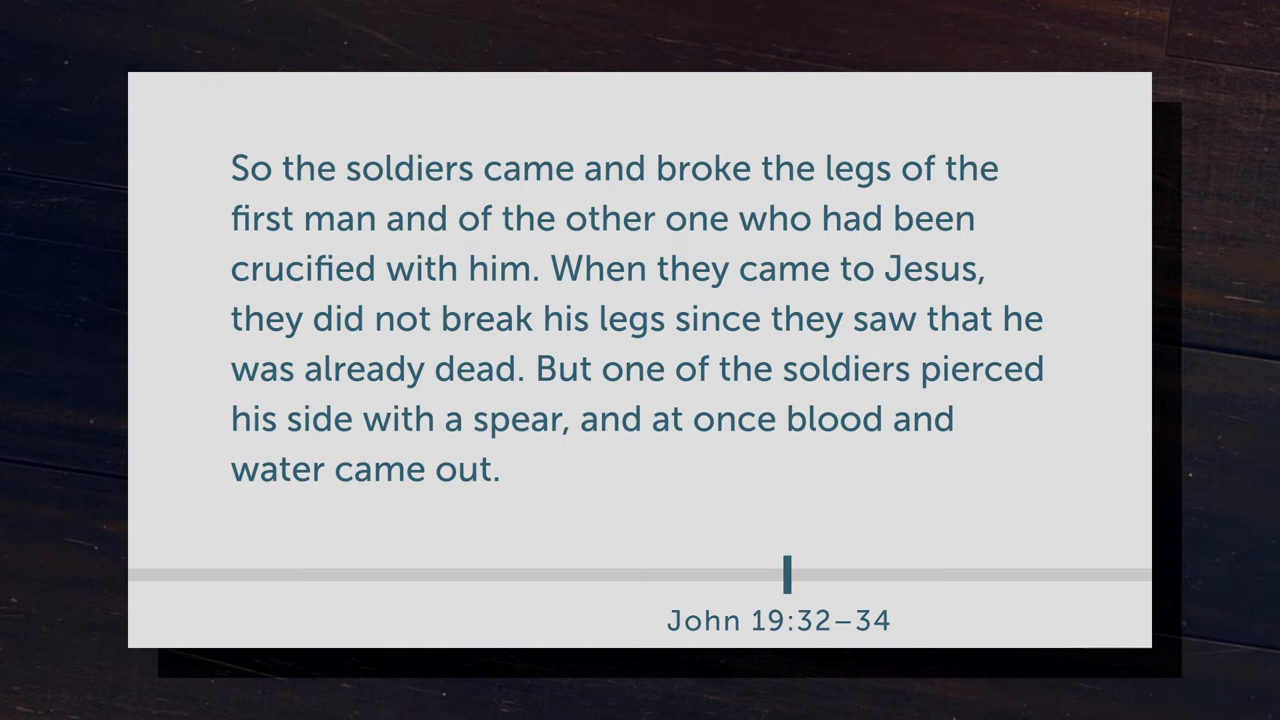 So the soldiers came and broke the legs of the
first man and of the other one who had been
crucified with him. When they came to Jesus,
they did not break his legs since they saw that he
was already dead. But one of the soldiers pierced
his side with a spear, and at once blood and
water came out.
John 19:32–34